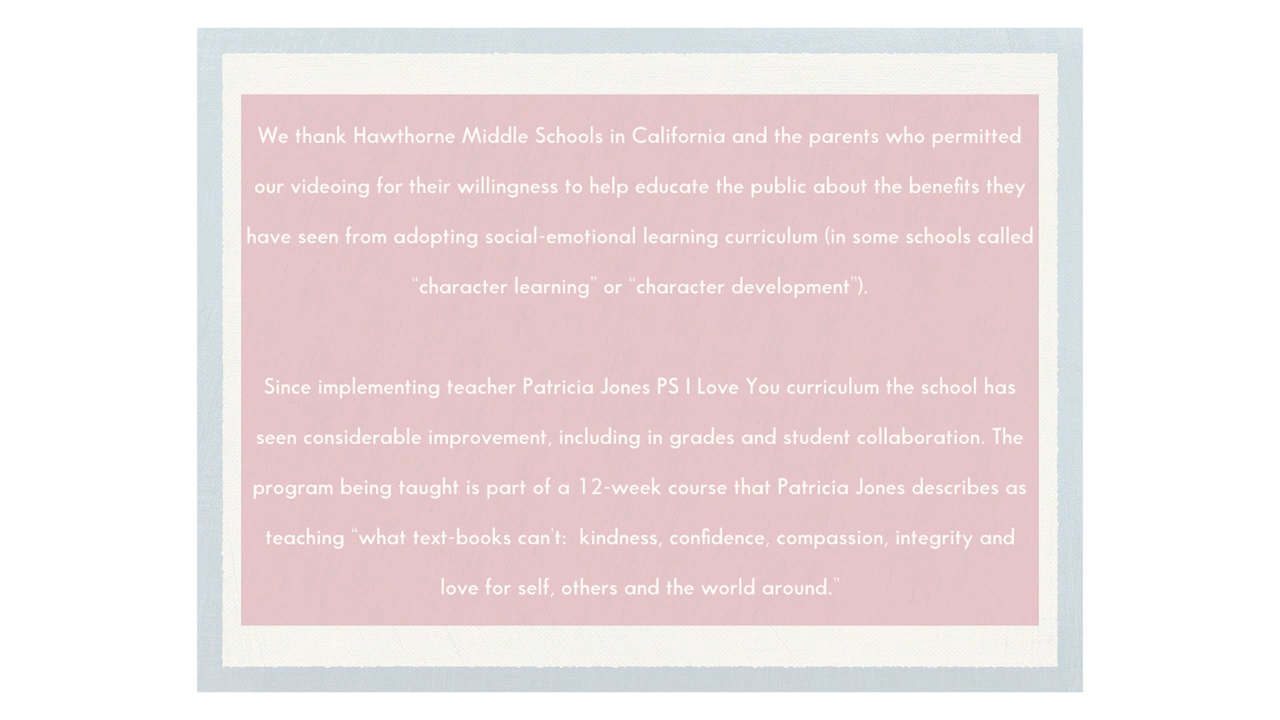 We thank Hawthorne Middle Schools in California and the parents who permitted
our videoing for their willingness to help educate the public about the benefits they
have seen from adopting social-emotional learning curriculum (in some schools called
“character learning” or “character development”).
Since implementing teacher Patricia Jones PS I Love You curriculum the school has
seen considerable improvement, including in grades and student collaboration. The
program being taught is part of a 12-week course that Patricia Jones describes as
teaching “what text-books can't:  kindness, confidence, compassion, integrity and
love for self, others and the world around.”